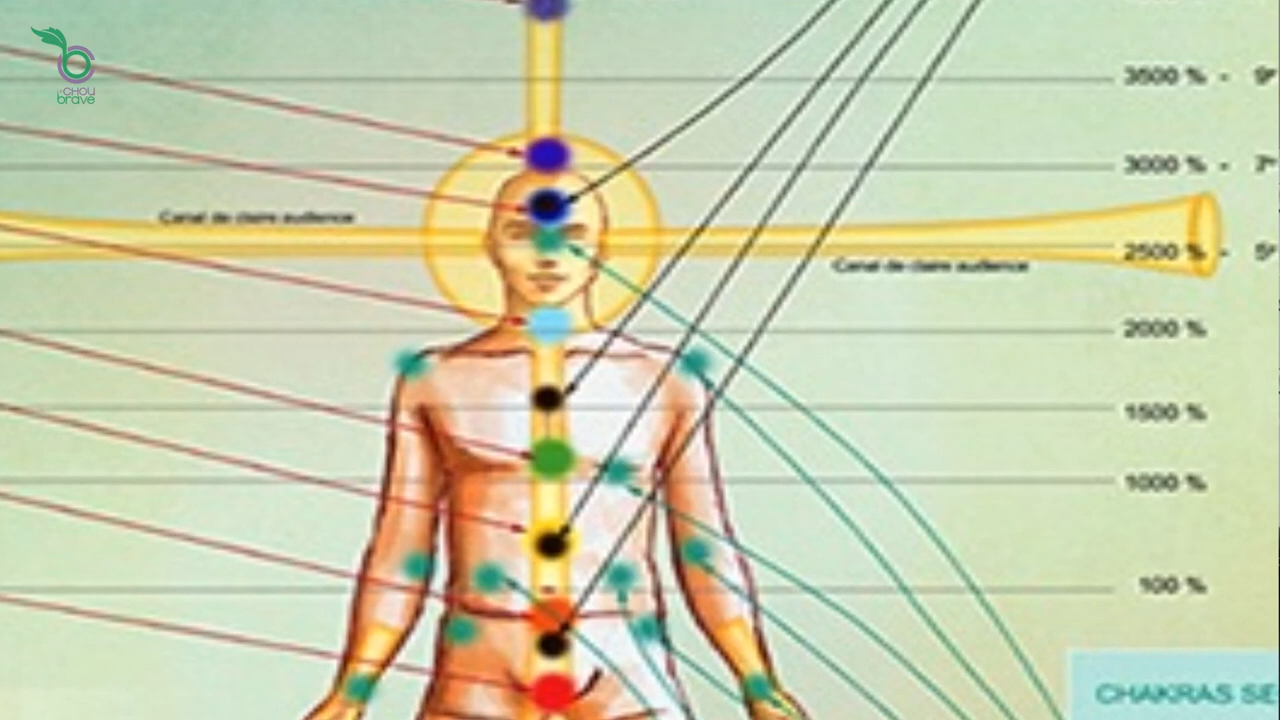 CHOU
brave
3500 % - 9
3000 % - 7
Canal de claire audience
2500 % - 5
Canal de claire audience
2000 %
1500 %
1000 %
100 %
CHAKRAS SE